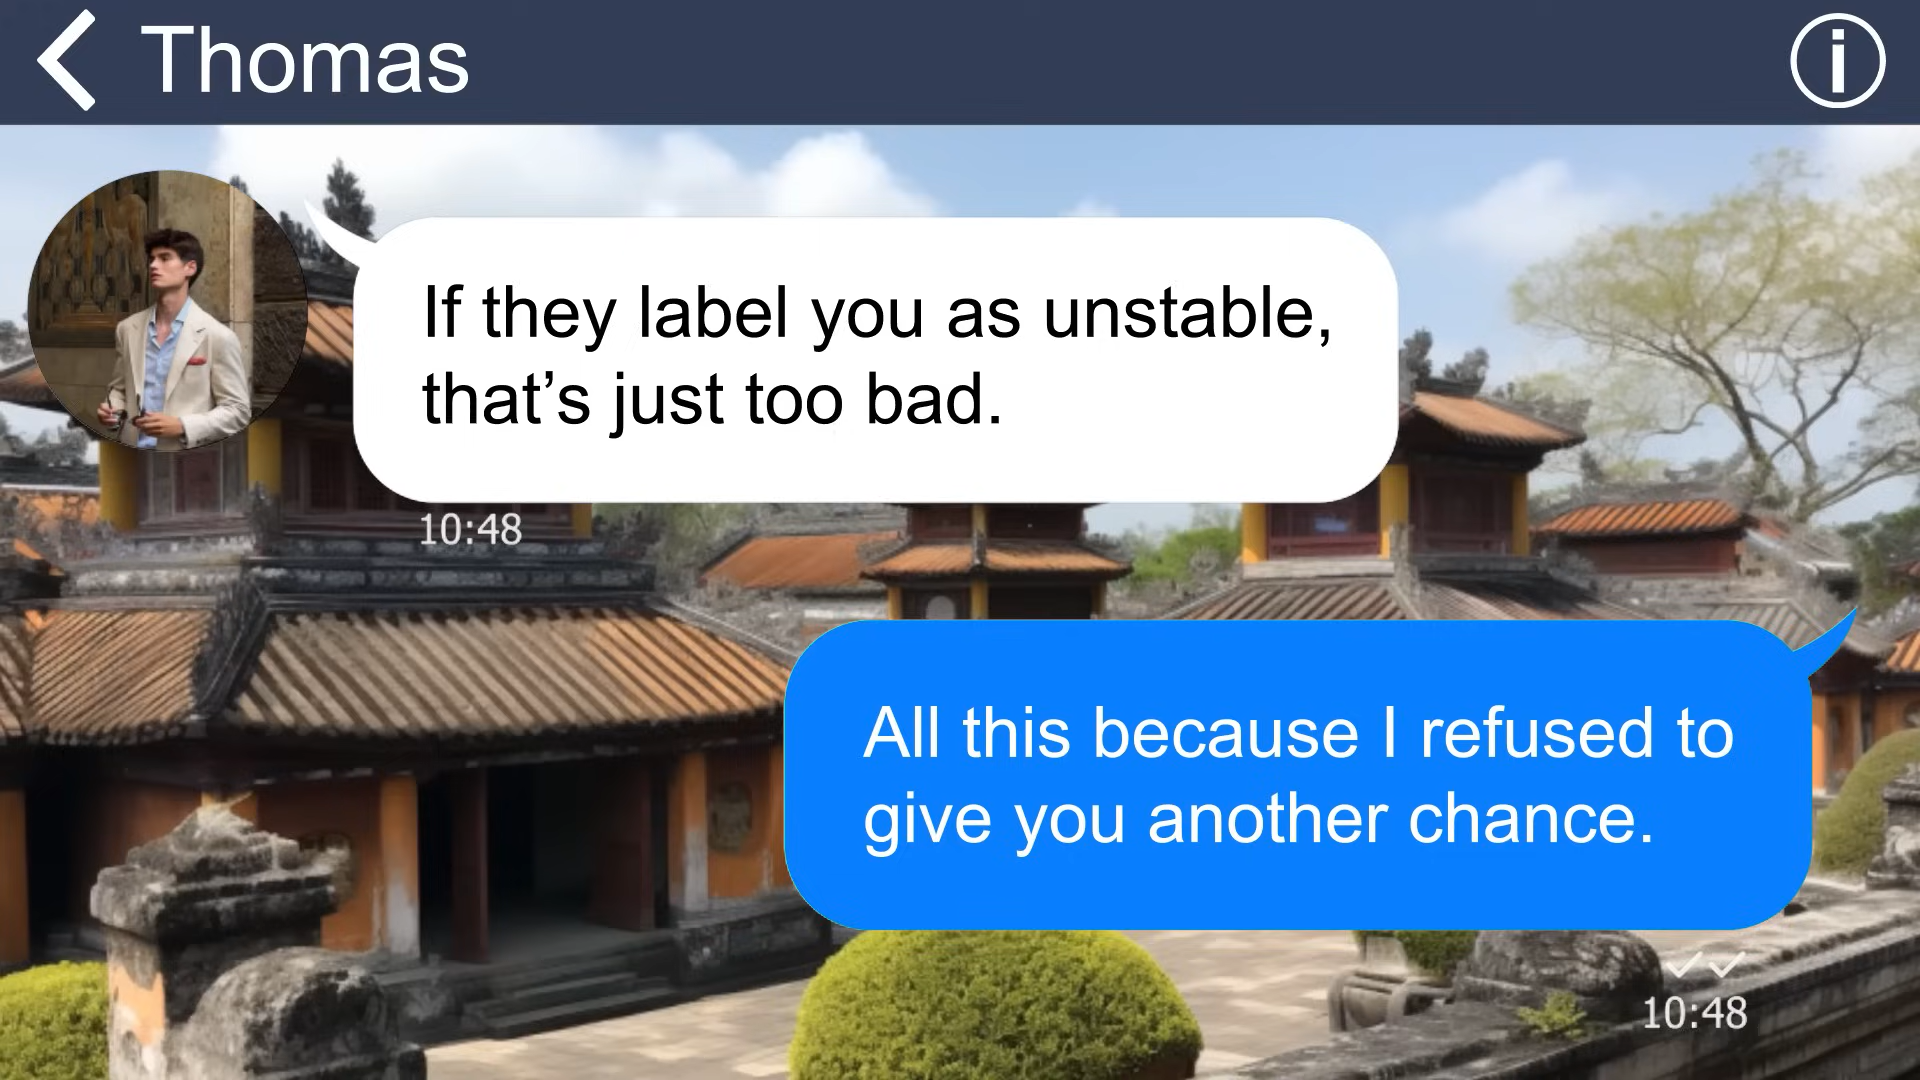 Thomas
If they label you as unstable,
that’s just too bad.
10:48
All this because I refused to
give you another chance.
10:48